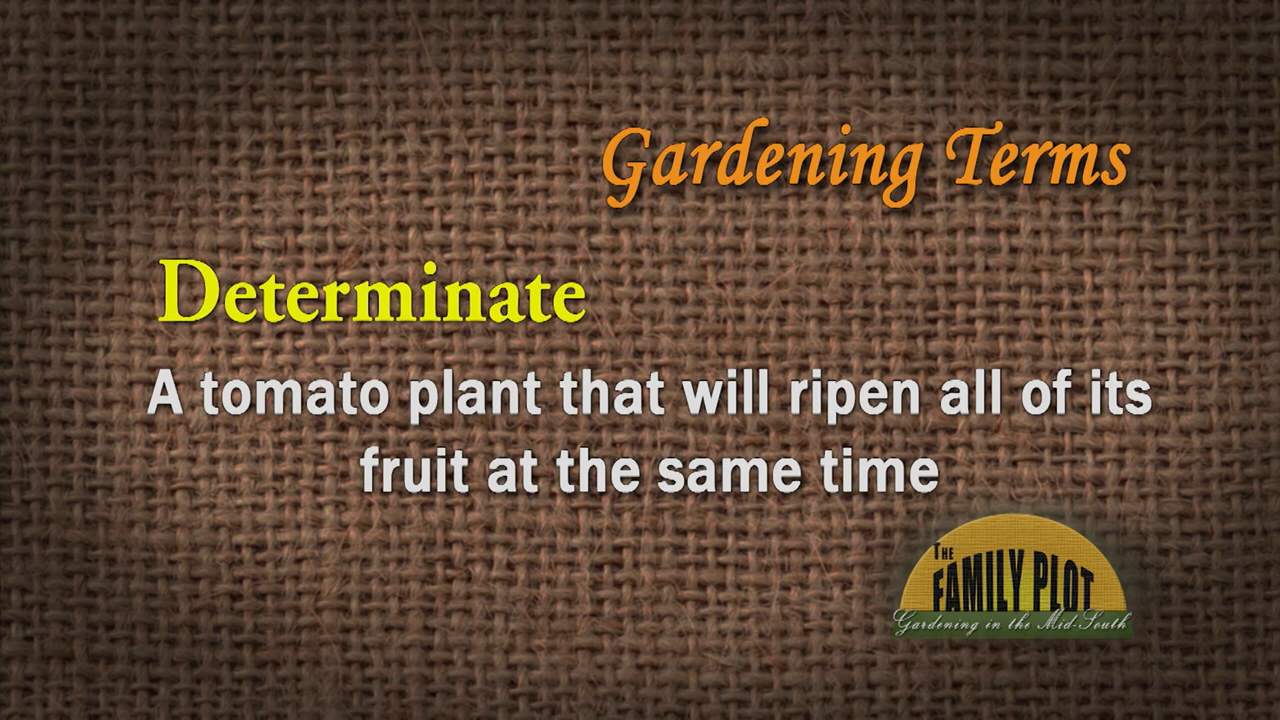 Gardening Terms
Determinate
A tomato plant that will ripen all of its
fruit at the same time
THE
FAMILY PLOT
Gardening in the Mid-South